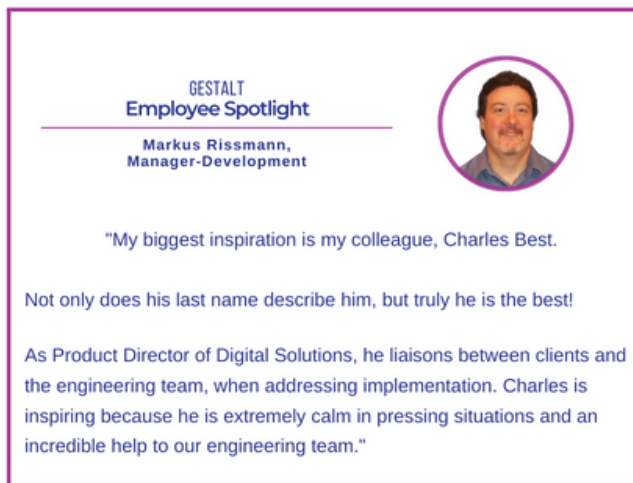 GESTALT
Employee Spotlight
Markus Rissmann,
Manager-Development
"My biggest inspiration is my colleague, Charles Best.
Not only does his last name describe him, but truly he is the best!
As Product Director of Digital Solutions, he liaisons between clients and
the engineering team, when addressing implementation. Charles is
inspiring because he is extremely calm in pressing situations and an
incredible help to our engineering team."